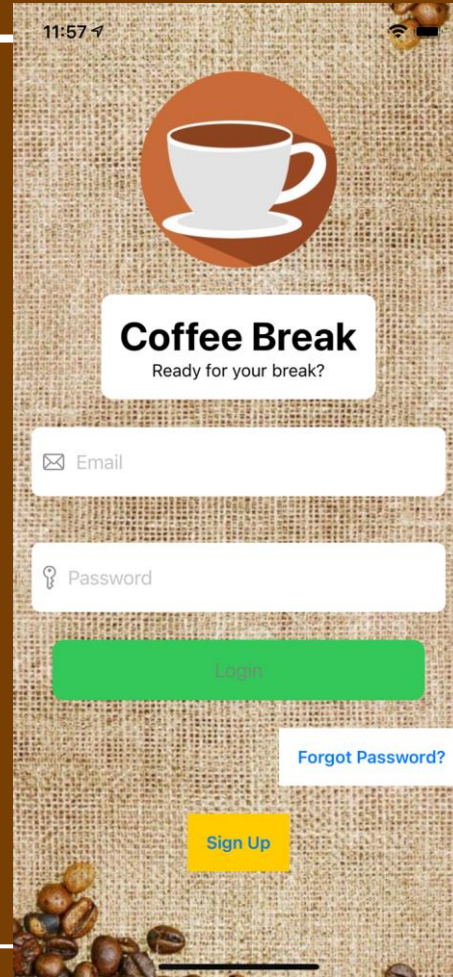 11:57
Coffee Break
Ready for your break?
Email
Password
Login
Forgot Password?
Sign Up